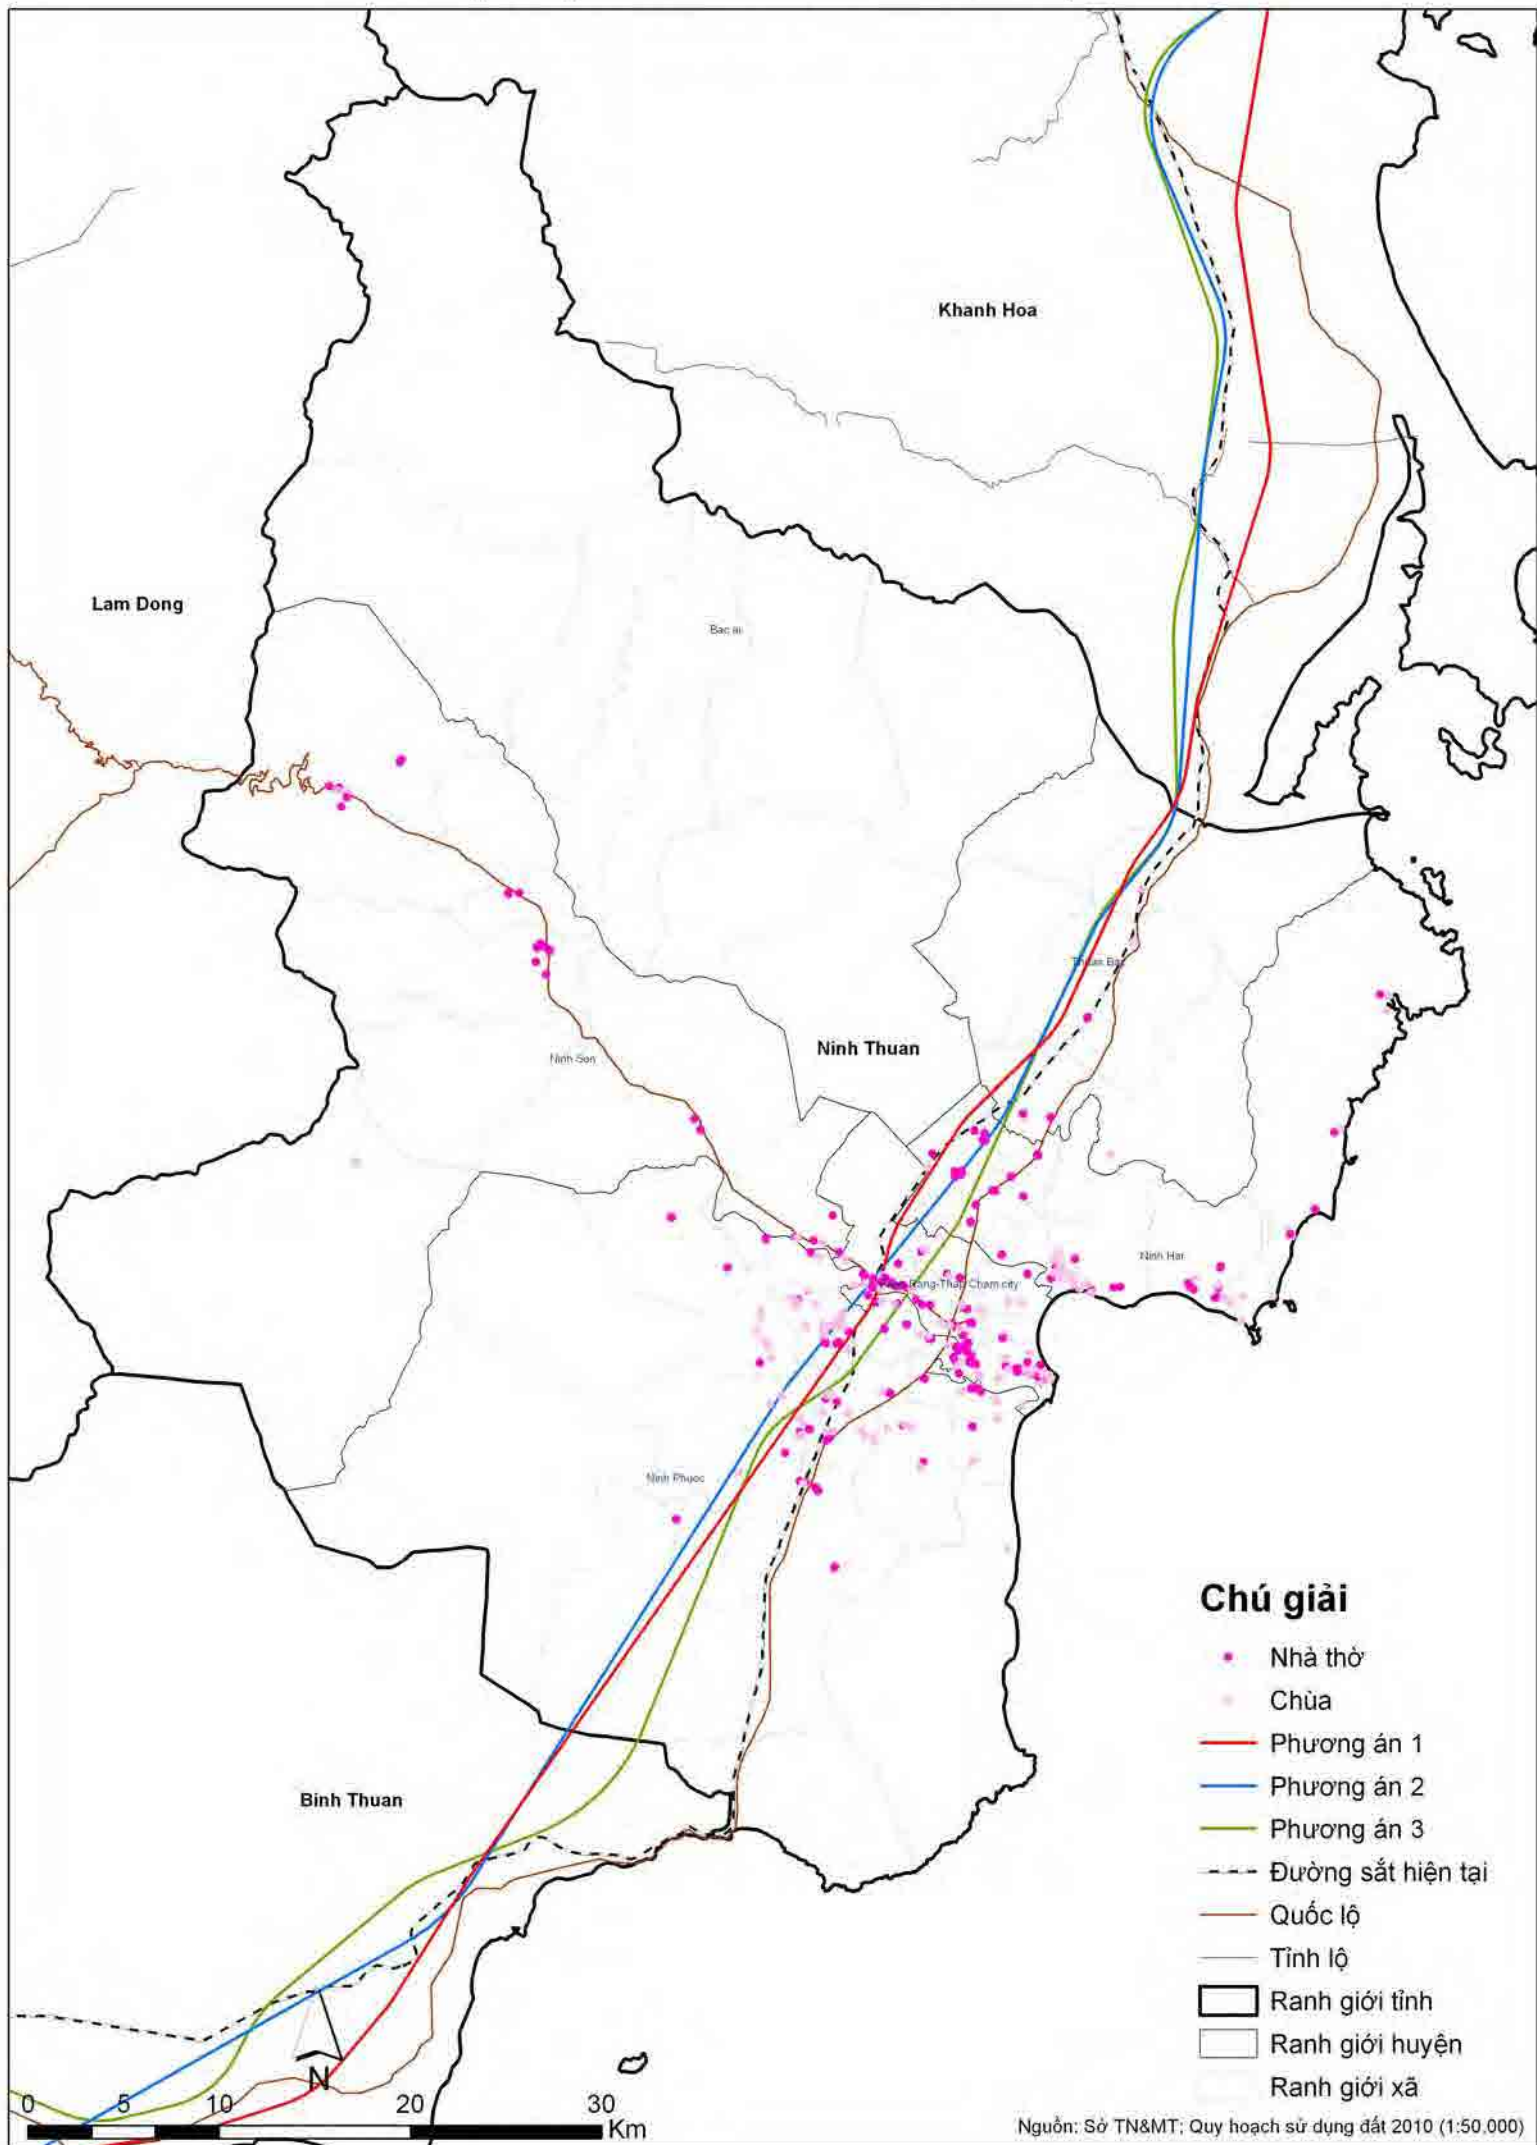 Khanh Hoa
Lam Dong
Bac ai
Thuan Bac
Ninh Thuan
Ninh Son
Ninh Hai
Rang-Thap Cham city
Ninh Phuoc
Binh Thuan
Chú giải
Nhà thờ
Chùa
Phương án 1
Phương án 2
Phương án 3
Đường sắt hiện tại
Quốc lộ
Tỉnh lộ
Ranh giới tỉnh
Ranh giới huyện
Ranh giới xã
N
0 5 10 20 30
Km
Nguồn: Sở TN&MT; Quy hoạch sử dụng đất 2010 (1:50.000)